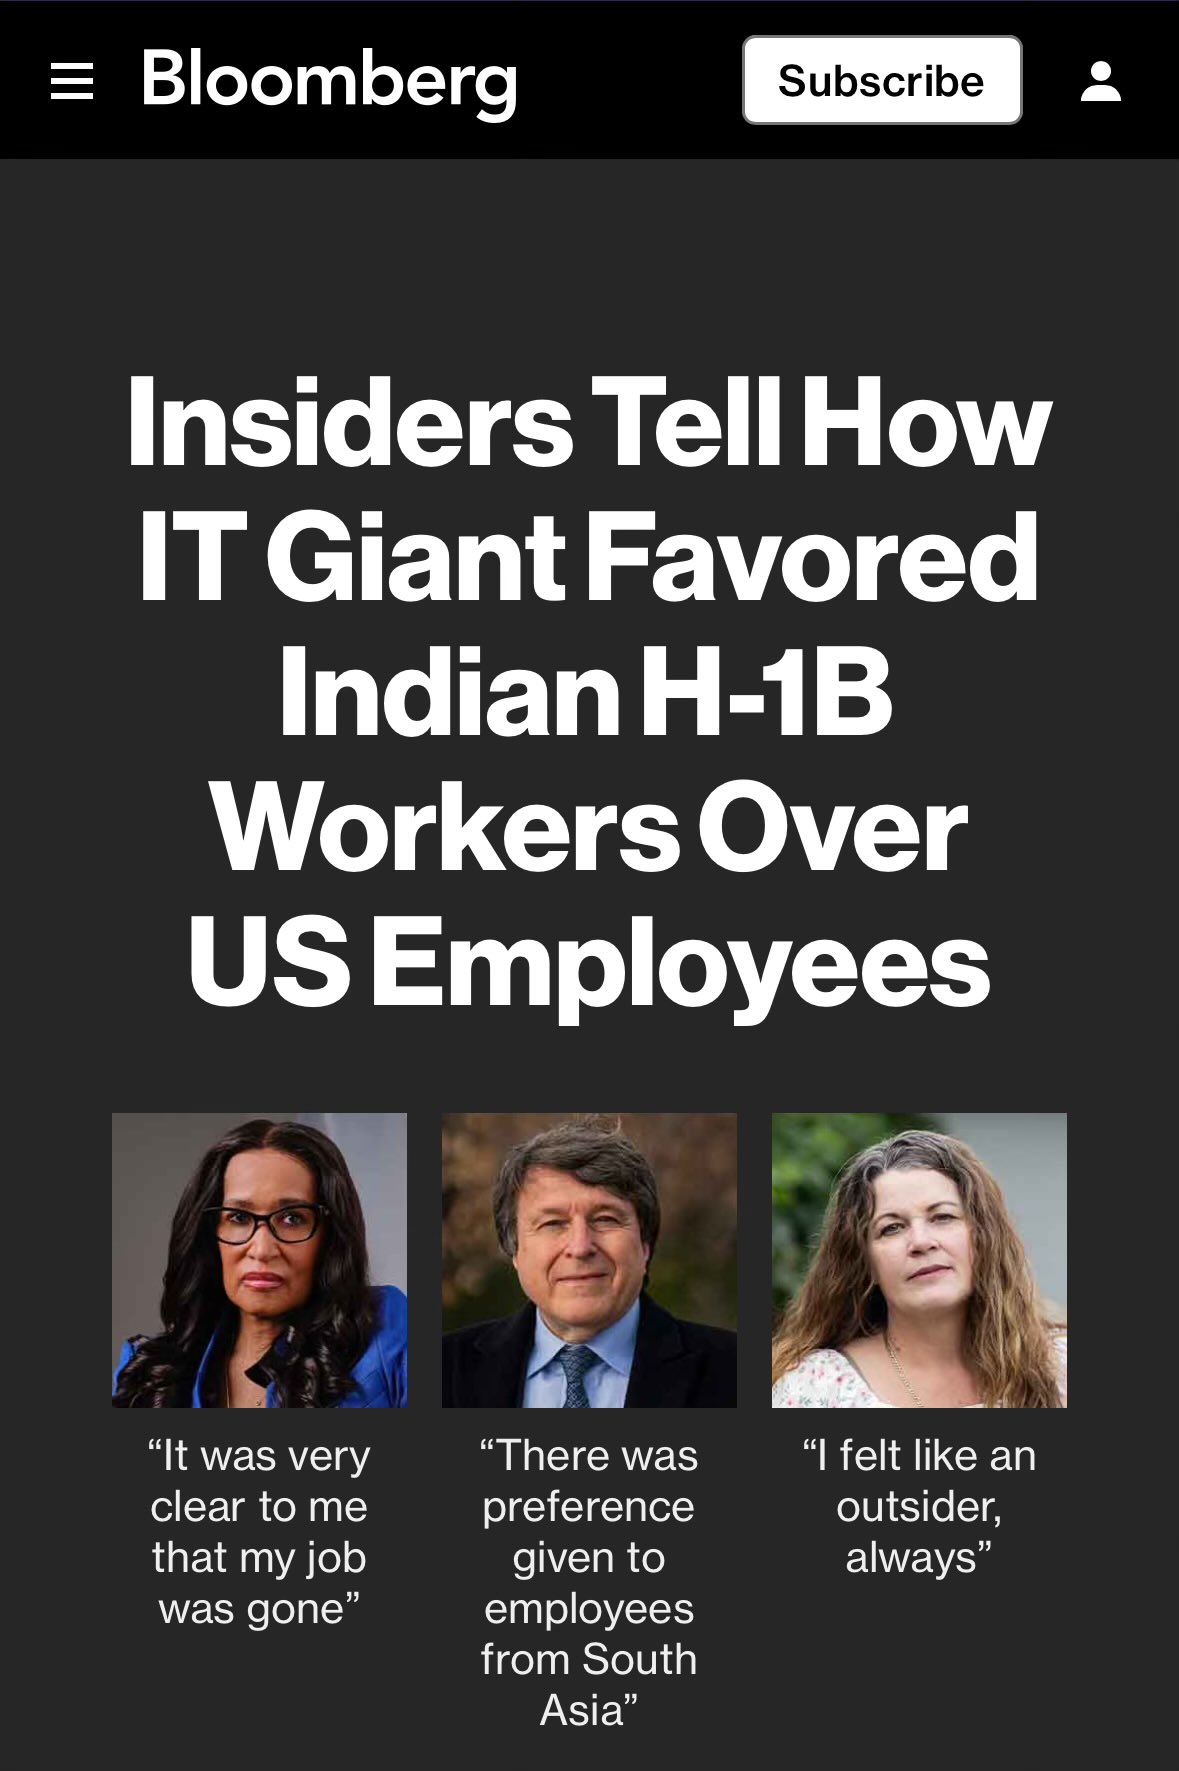 Bloomberg
Subscribe
Insiders Tell How
IT Giant Favored
Indian H-1B
Workers Over
US Employees
“It was very
clear to me
that my job
was gone”
“There was
preference
given to
employees
from South
Asia”
“I felt like an
outsider,
always”